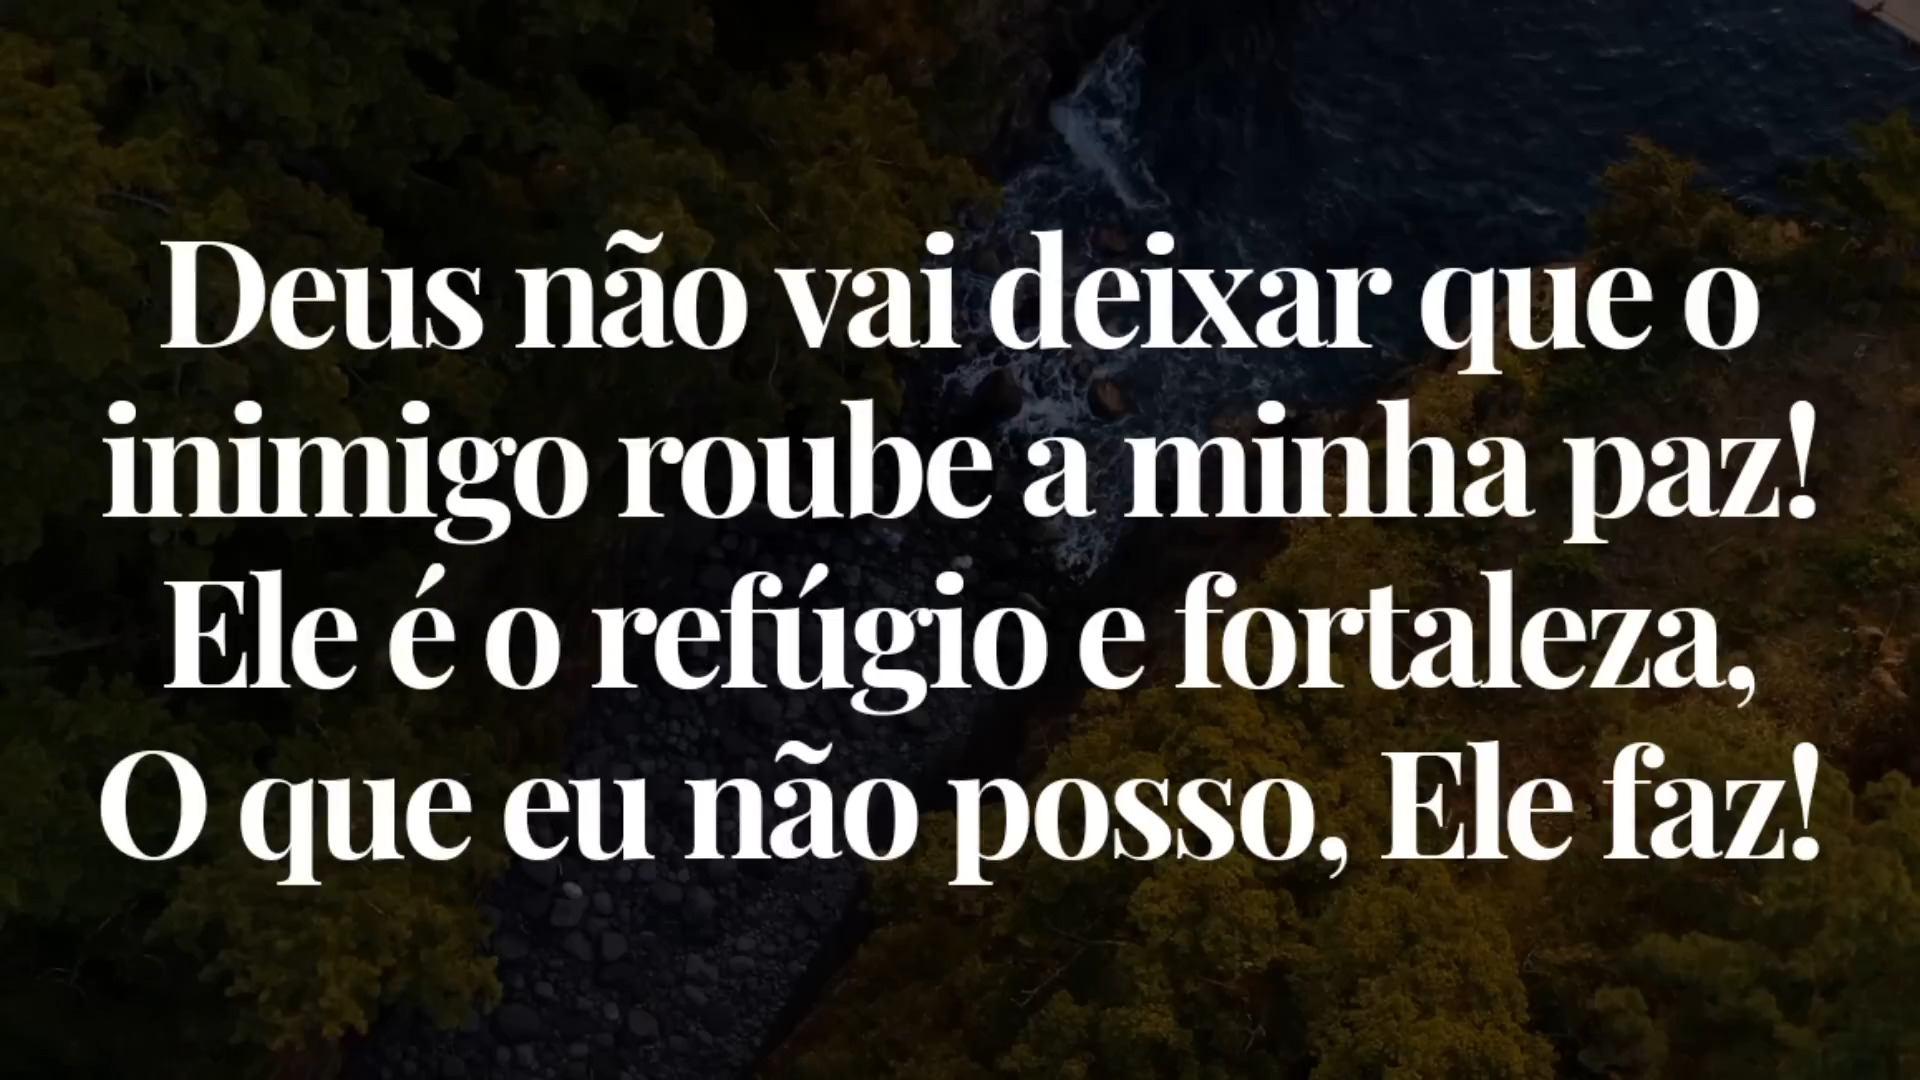 Deus não vai deixar que o
inimigo roube a minha paz!
Ele é o refúgio e fortaleza,
O que eu não posso, Ele faz!